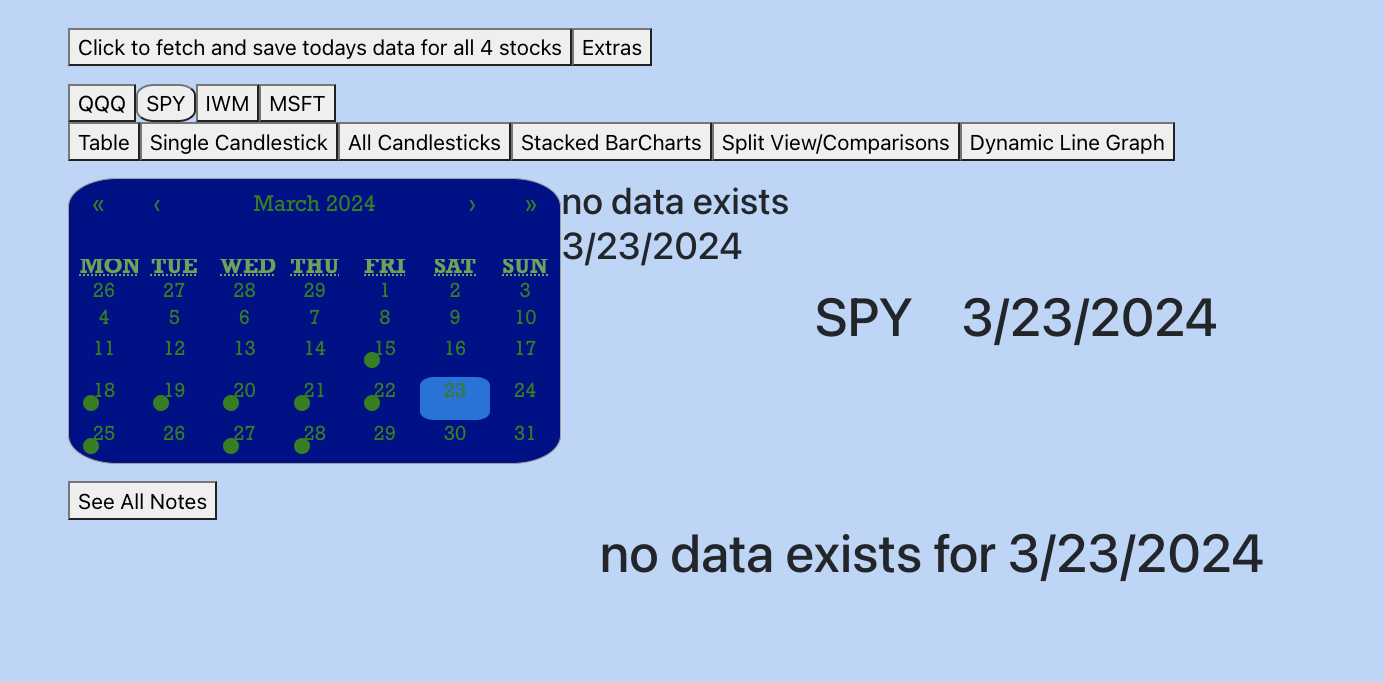 Click to fetch and save todays data for all 4 stocks Extras
QQQ SPY IWM MSFT
Table Single Candlestick All Candlesticks Stacked BarCharts Split View/Comparisons Dynamic Line Graph
« ‹ March 2024 › »
MON TUE WED THU FRI SAT SUN
26 27 28 29 1 2 3
4 5 6 7 8 9 10
11 12 13 14 15 16 17
18 19 20 21 22 23 24
25 26 27 28 29 30 31
no data exists
3/23/2024
SPY 3/23/2024
See All Notes
no data exists for 3/23/2024